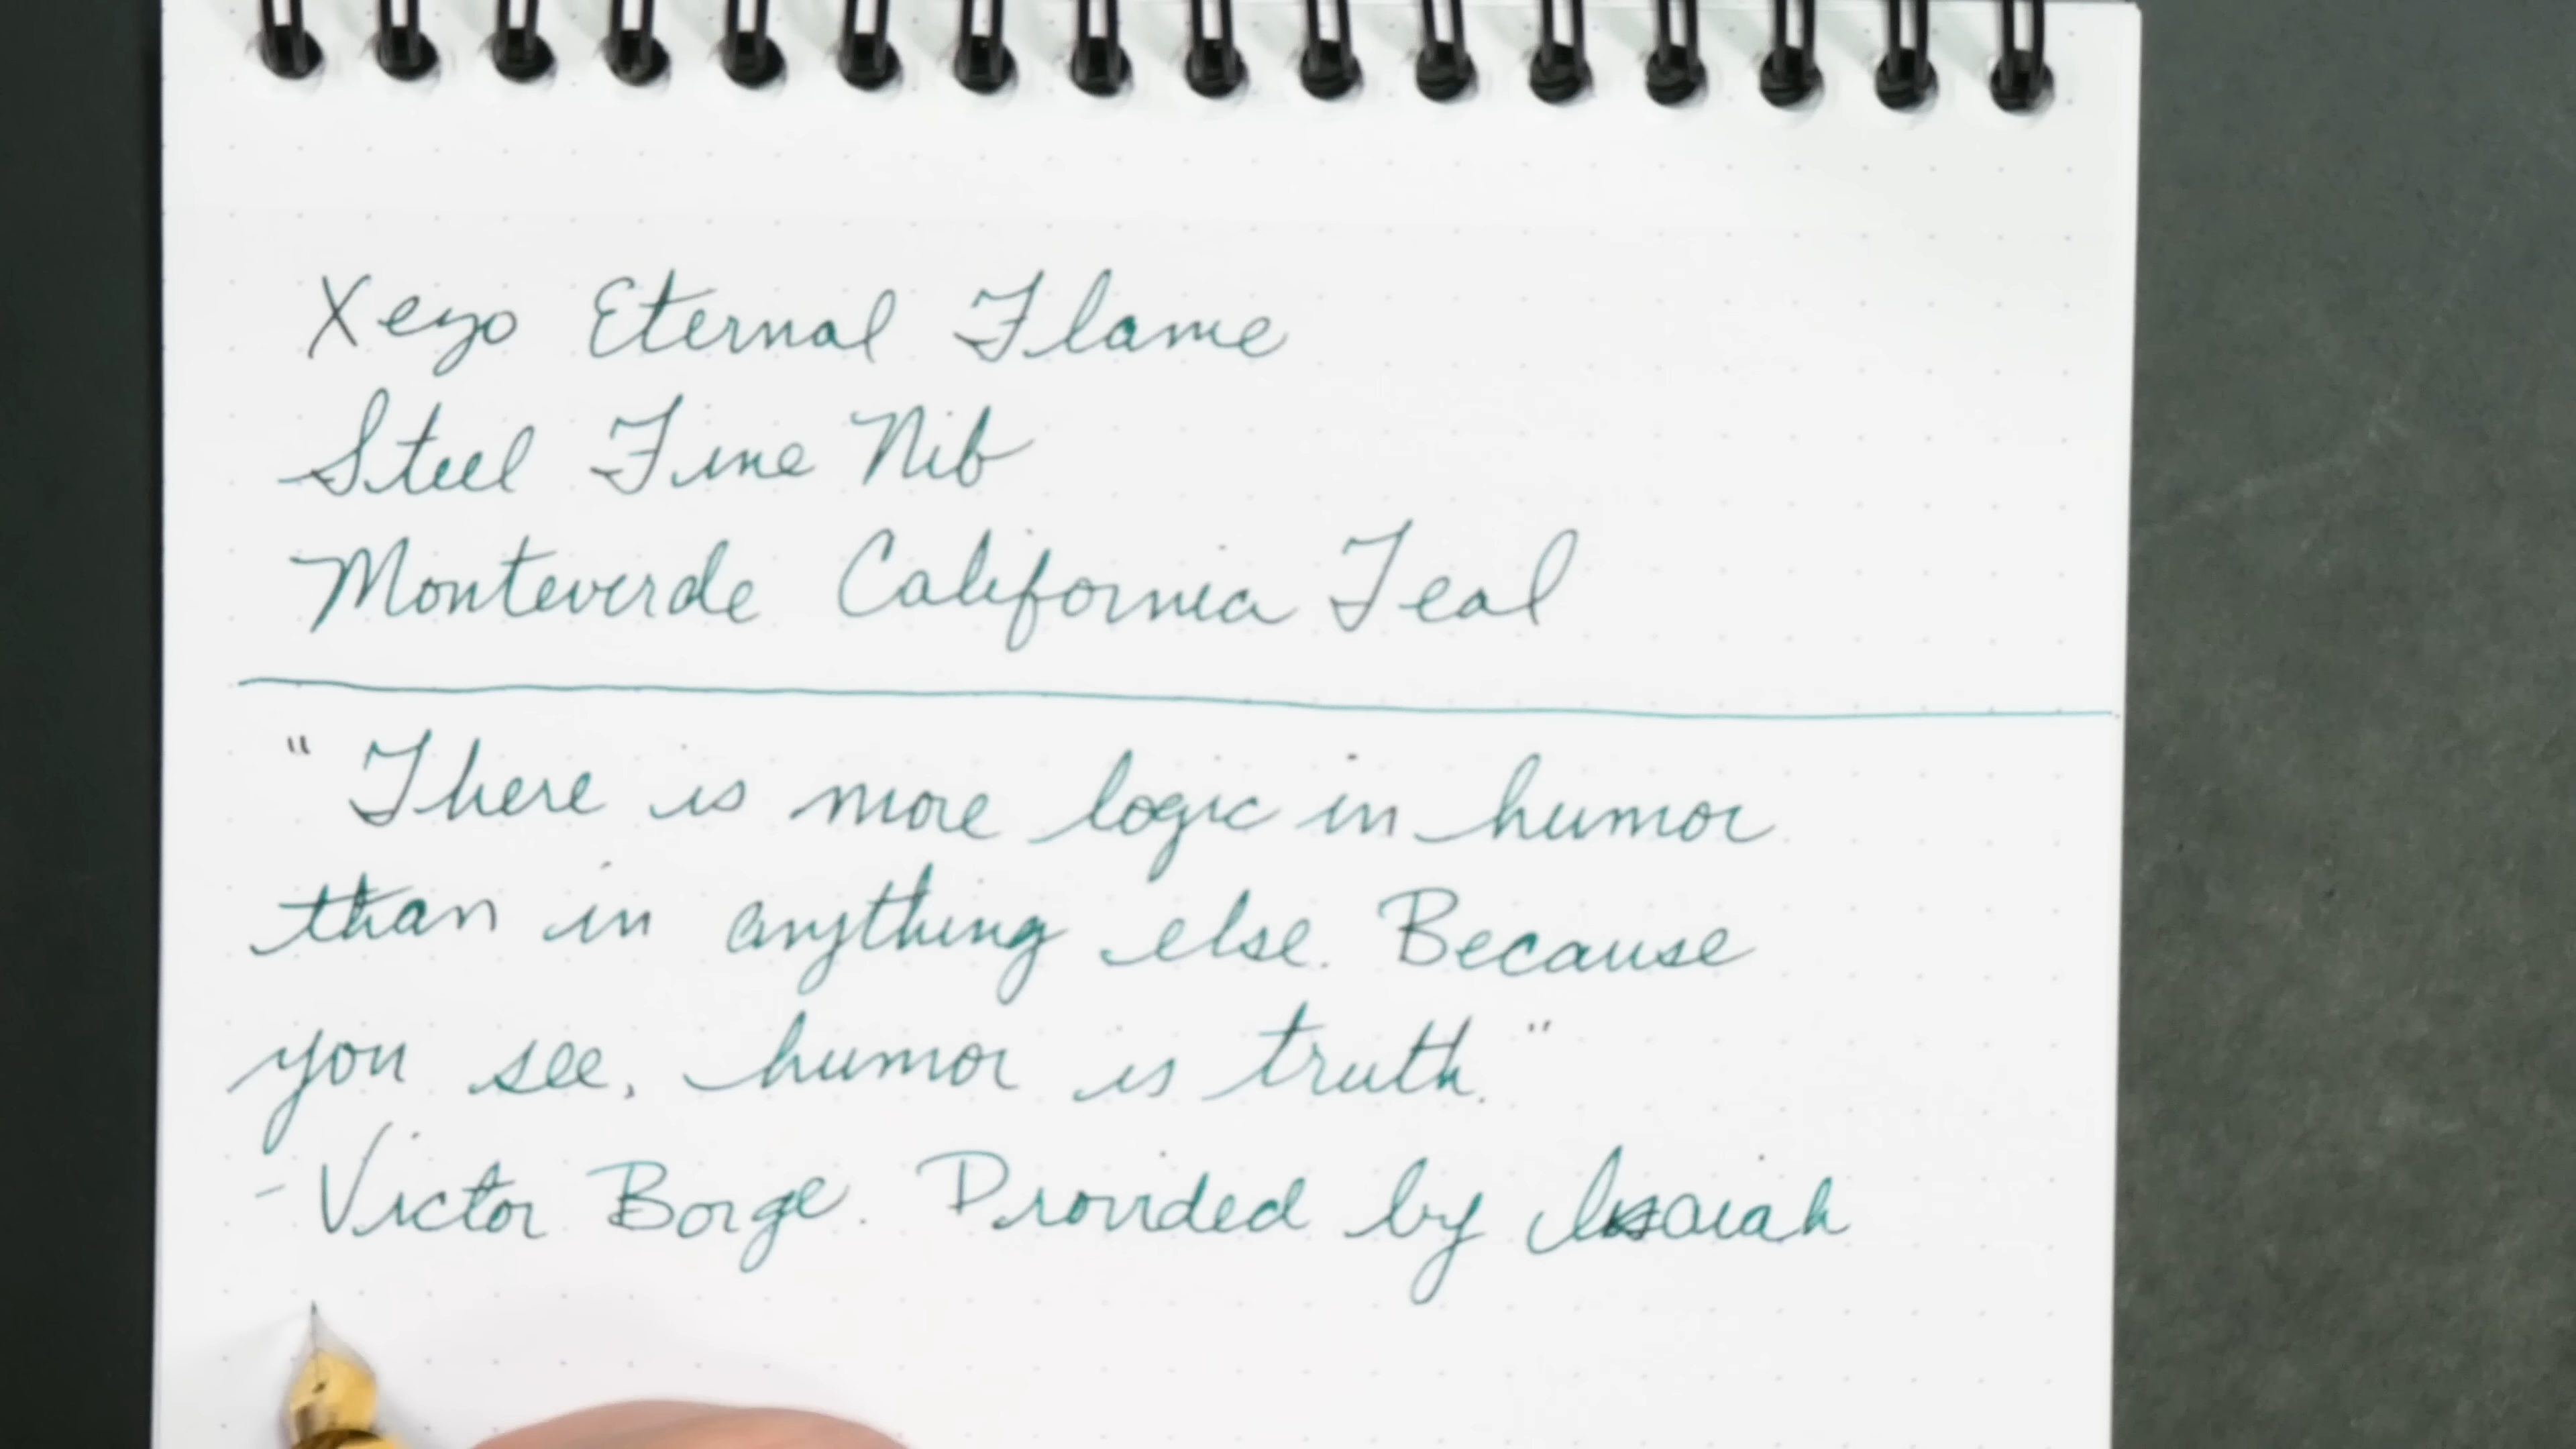 Xezo Eternal Flame
Steel Fine Nib
Monteverde California Teal
"There is more logic in humor
than in anything else. Because
you see, humor is truth."
- Victor Borge. Provided by Isaiah